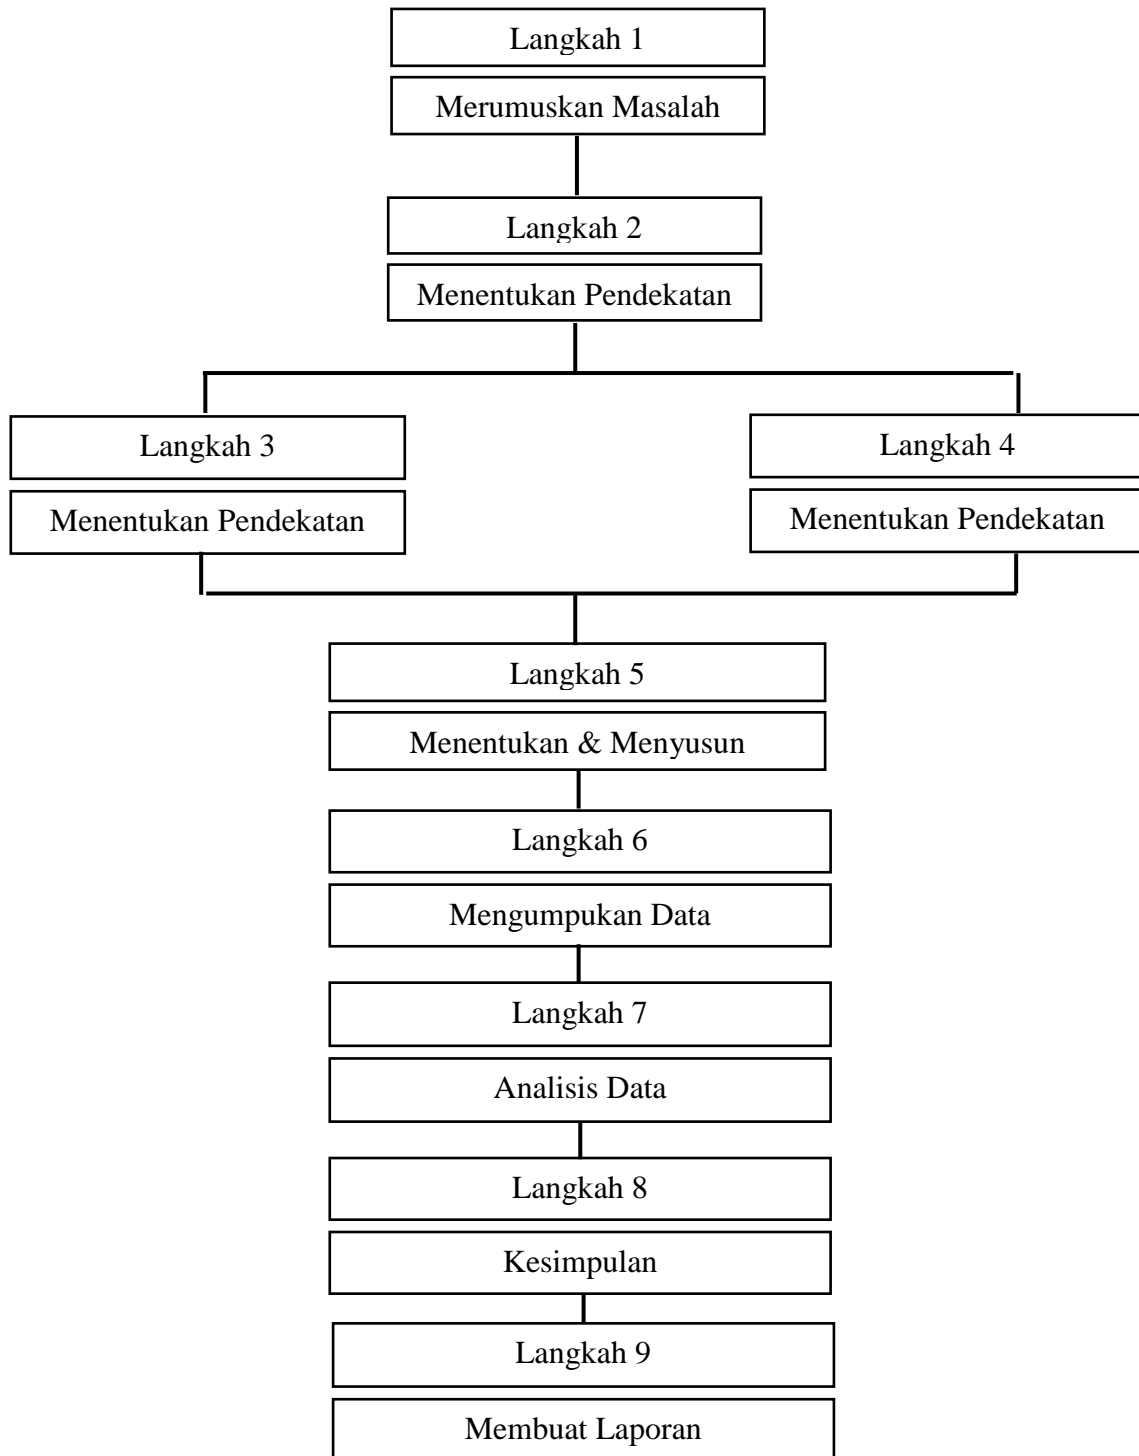 Langkah 1
Merumuskan Masalah
Langkah 2
Menentukan Pendekatan
Langkah 3
Menentukan Pendekatan
Langkah 4
Menentukan Pendekatan
Langkah 5
Menentukan & Menyusun
Langkah 6
Mengumpukan Data
Langkah 7
Analisis Data
Langkah 8
Kesimpulan
Langkah 9
Membuat Laporan